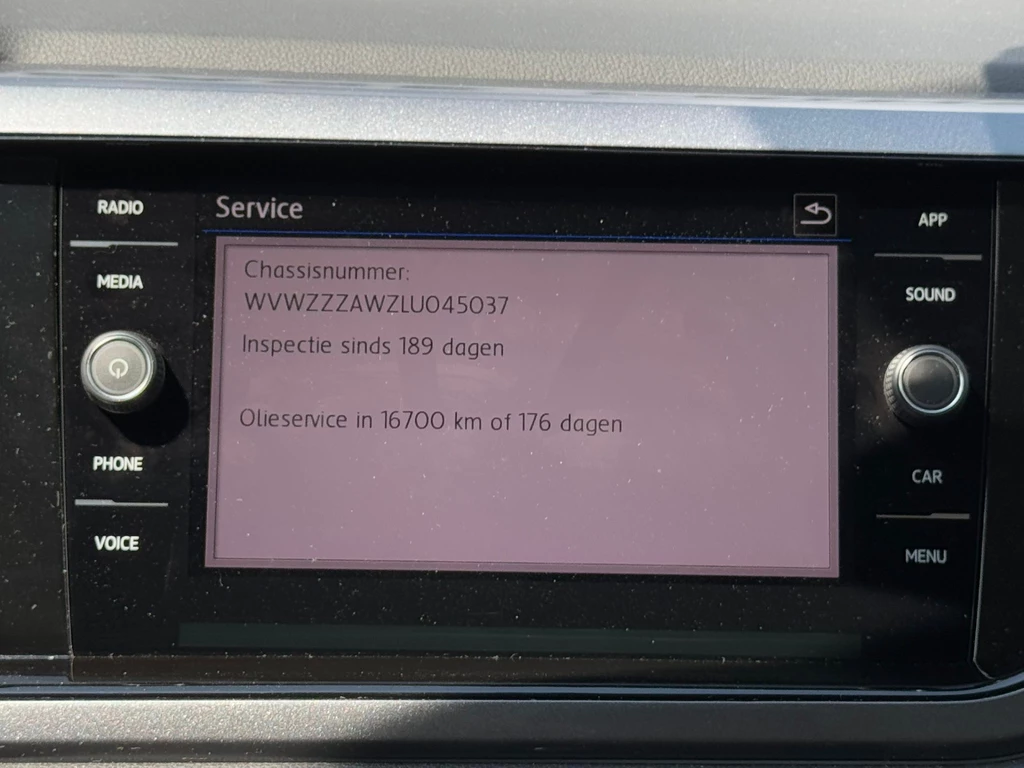 RADIO
MEDIA
PHONE
VOICE
Service
Chassisnummer:
WVWZZZAWZLU045037
Inspectie sinds 189 dagen
Olieservice in 16700 km of 176 dagen
APP
SOUND
CAR
MENU